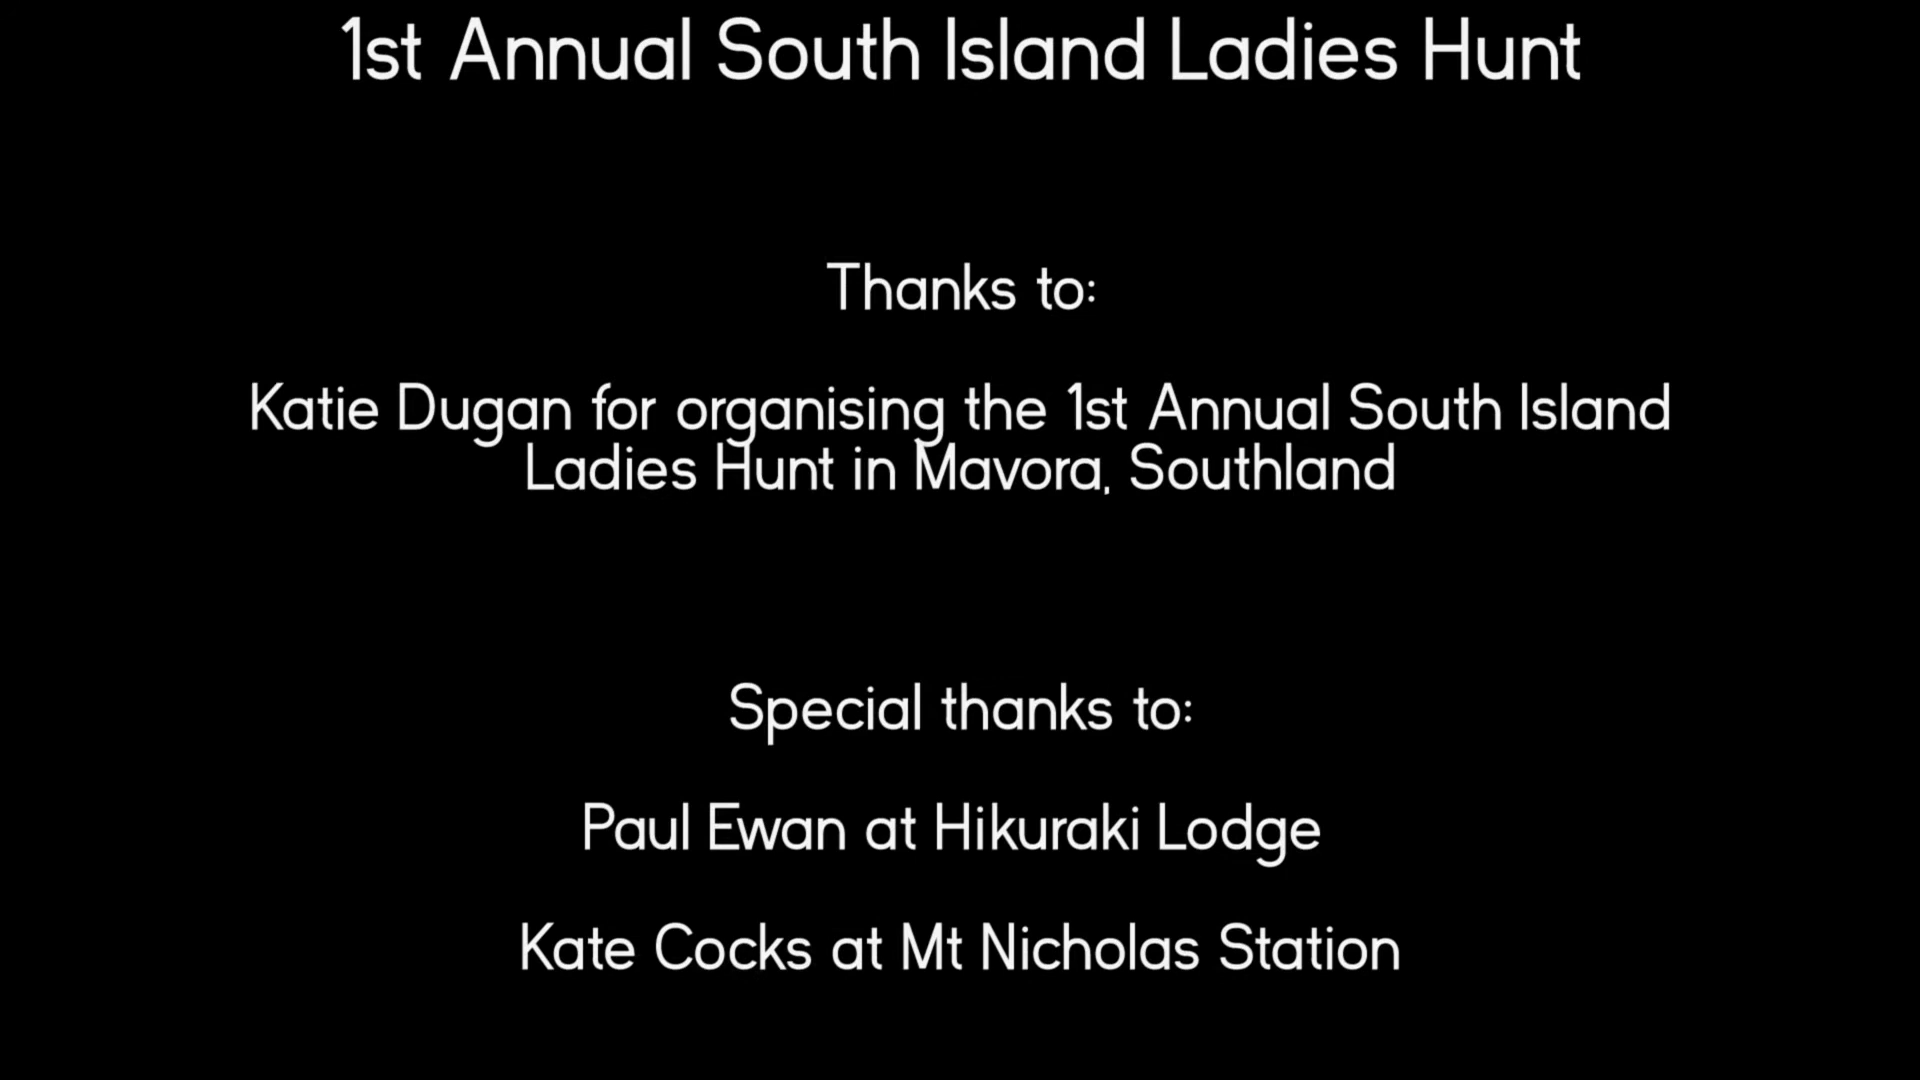 1st Annual South Island Ladies Hunt
Thanks to:
Katie Dugan for organising the 1st Annual South Island
Ladies Hunt in Mavora, Southland
Special thanks to:
Paul Ewan at Hikuraki Lodge
Kate Cocks at Mt Nicholas Station